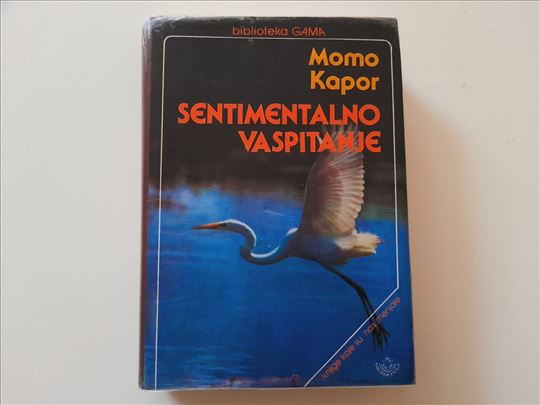 biblioteka GAMA
Momo
Kapor
SENTIMENTALNO
VASPITANJE
knjige koje su nas menjale